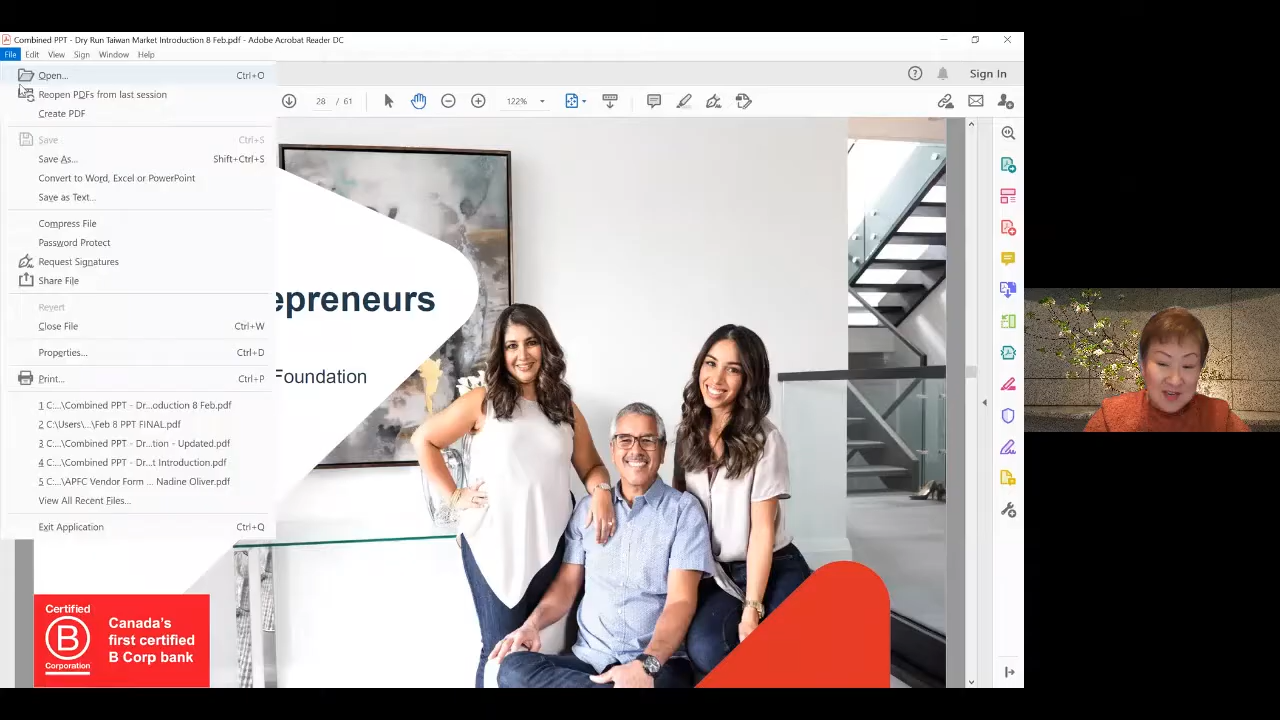 Combined PPT - Dry Run Taiwan Market Introduction 8 Feb.pdf - Adobe Acrobat Reader DC
File Edit View Sign Window Help
Open... Ctrl+O
Sign In
Reopen PDFs from last session
28 / 61
122%
Create PDF
Save Ctrl+S
Save As... Shift+Ctrl+S
Convert to Word, Excel or PowerPoint
Save as Text...
Compress File
Password Protect
Request Signatures
Share File
Revert
Close File Ctrl+W
Properties... Ctrl+D
Print... Ctrl+P
1 C:...\Combined PPT - Dr...oduction 8 Feb.pdf
2 C:\Users\...\Feb 8 PPT FINAL.pdf
3 C:...\Combined PPT - Dr...tion - Updated.pdf
4 C:...\Combined PPT - Dr...t Introduction.pdf
5 C:...\APFC Vendor Form ... Nadine Oliver.pdf
View All Recent Files...
Exit Application Ctrl+Q
epreneurs
Foundation
Certified
B
Corporation
Canada's
first certified
B Corp bank